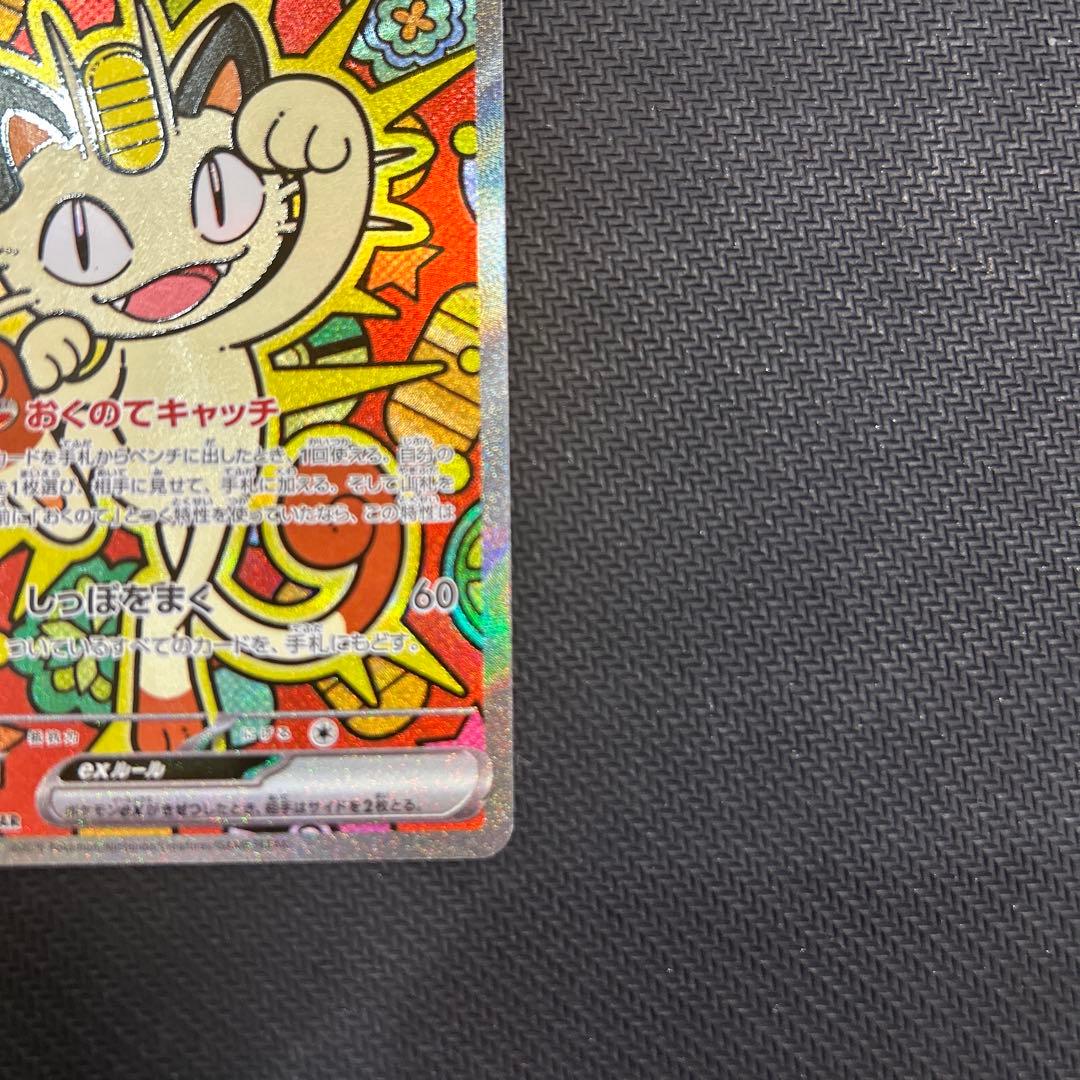 おくのてキャッチ
カードを手札からベンチに出したとき、1回使える。自分の
を1枚選び、相手に見せて、手札に加える。そして山札を
前に「おくのて」とつく特性を使っていたなら、この特性は
しっぽをまく 60
ついているすべてのカードを、手札にもどす。
抵抗力 にげる
exルール
ポケモンexがきぜつしたとき、相手はサイドを2枚とる。